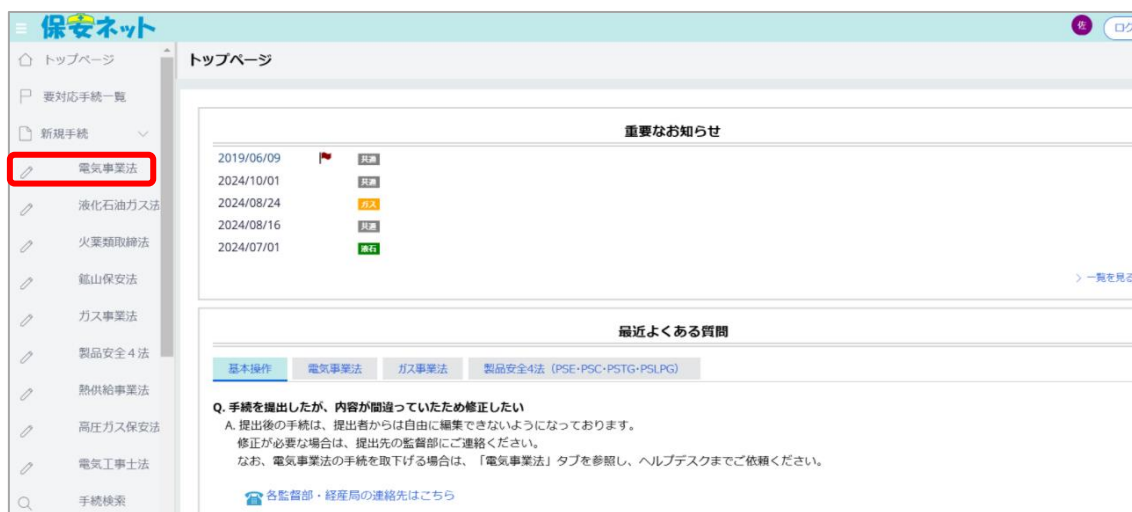 保安ネット
佐
トップページ
トップページ
要対応手続一覧
新規手続
電気事業法
液化石油ガス法
火薬類取締法
鉱山保安法
ガス事業法
製品安全4法
熱供給事業法
高圧ガス保安法
電気工事士法
手続検索
重要なお知らせ
2019/06/09 共通
2024/10/01 共通
2024/08/24 ガス
2024/08/16 共通
2024/07/01 液石
> 一覧を見る
最近よくある質問
基本操作 電気事業法 ガス事業法 製品安全4法（PSE・PSC・PSTG・PSLPG）
Q. 手続を提出したが、内容が間違っていたため修正したい
A. 提出後の手続は、提出者からは自由に編集できないようになっております。
修正が必要な場合は、提出先の監督部にご連絡ください。
なお、電気事業法の手続を取下げる場合は、「電気事業法」タブを参照し、ヘルプデスクまでご依頼ください。
各監督部・経産局の連絡先はこちら